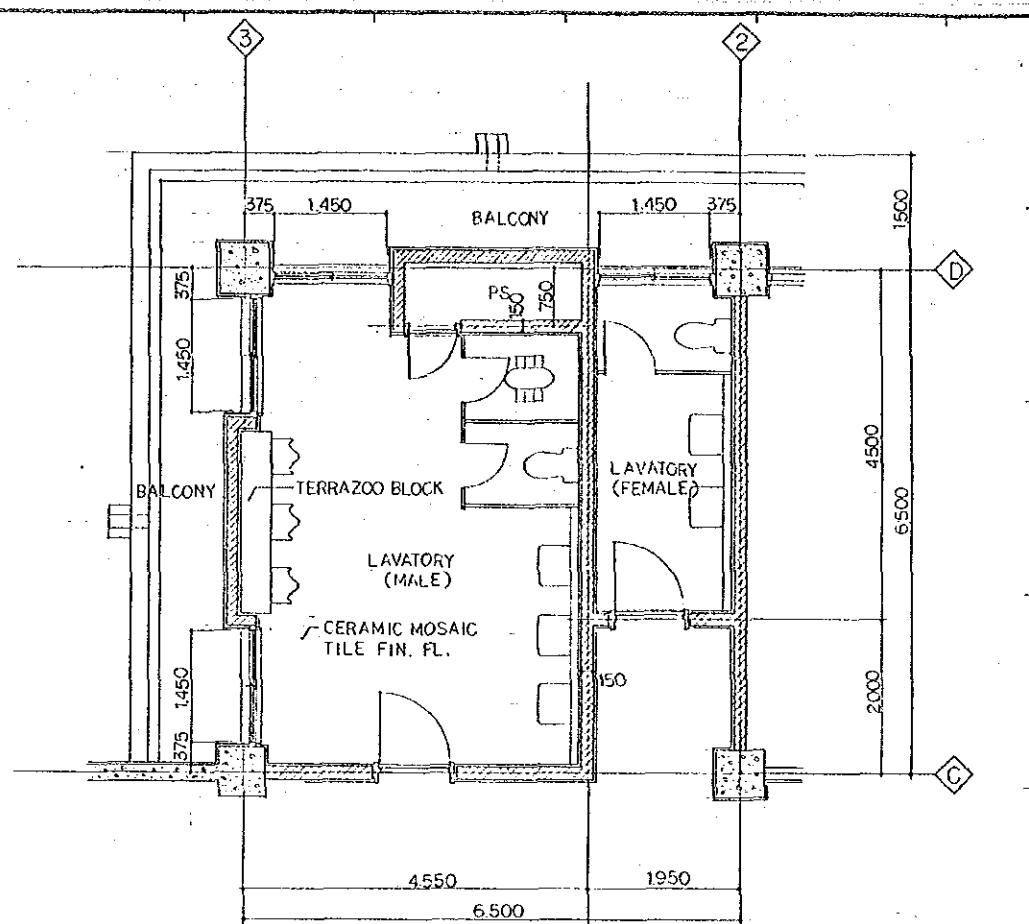 3
2
375
1.450
BALCONY
1.450
375
1500
D
375
PS
150
750
1.450
4500
LAVATORY
(FEMALE)
BALCONY
TERRAZOO BLOCK
6500
LAVATORY
(MALE)
CERAMIC MOSAIC
TILE FIN. FL.
150
1.450
2000
375
C
4.550
1.950
6.500